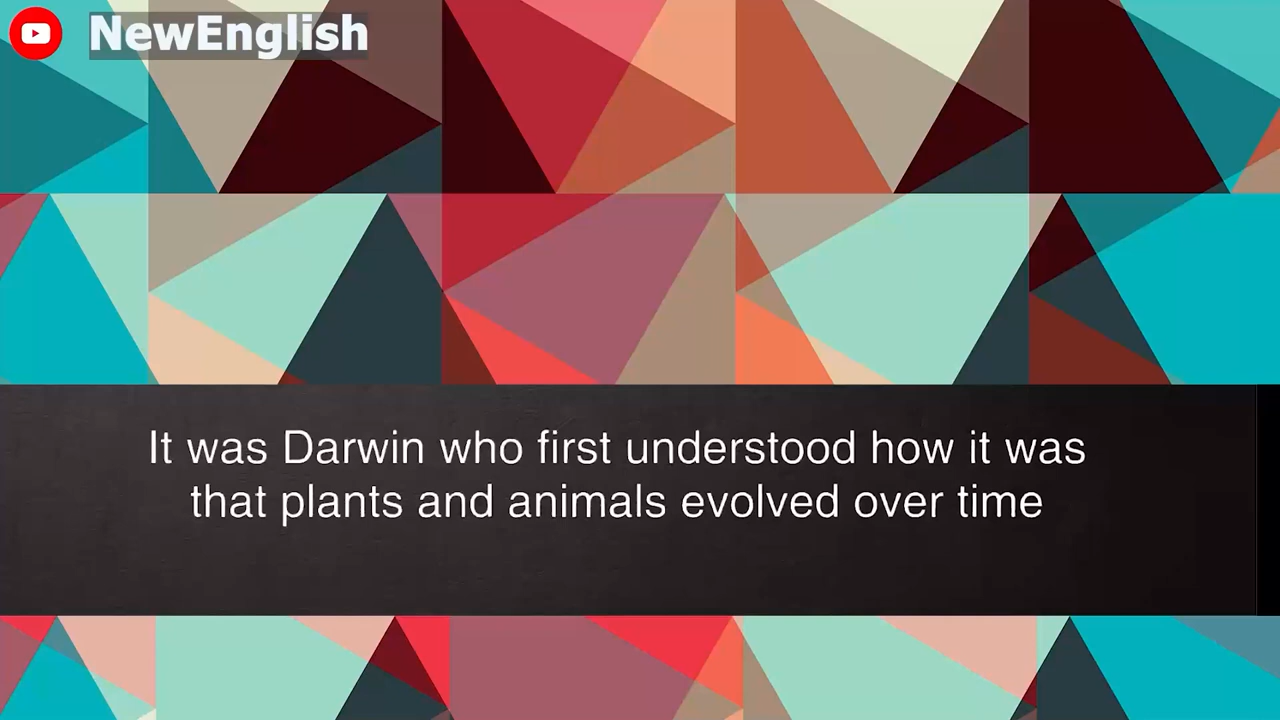 NewEnglish
It was Darwin who first understood how it was
that plants and animals evolved over time